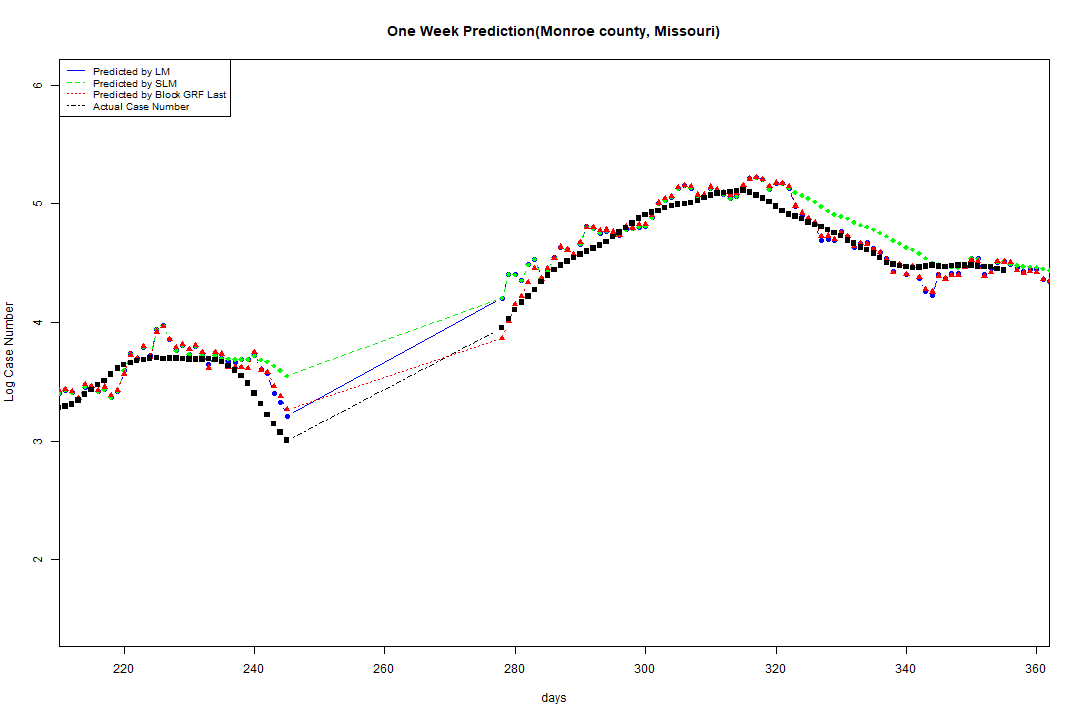 One Week Prediction(Monroe county, Missouri)
Predicted by LM
Predicted by SLM
Predicted by Block GRF Last
Actual Case Number
6
5
4
3
2
Log Case Number
220 240 260 280 300 320 340 360
days